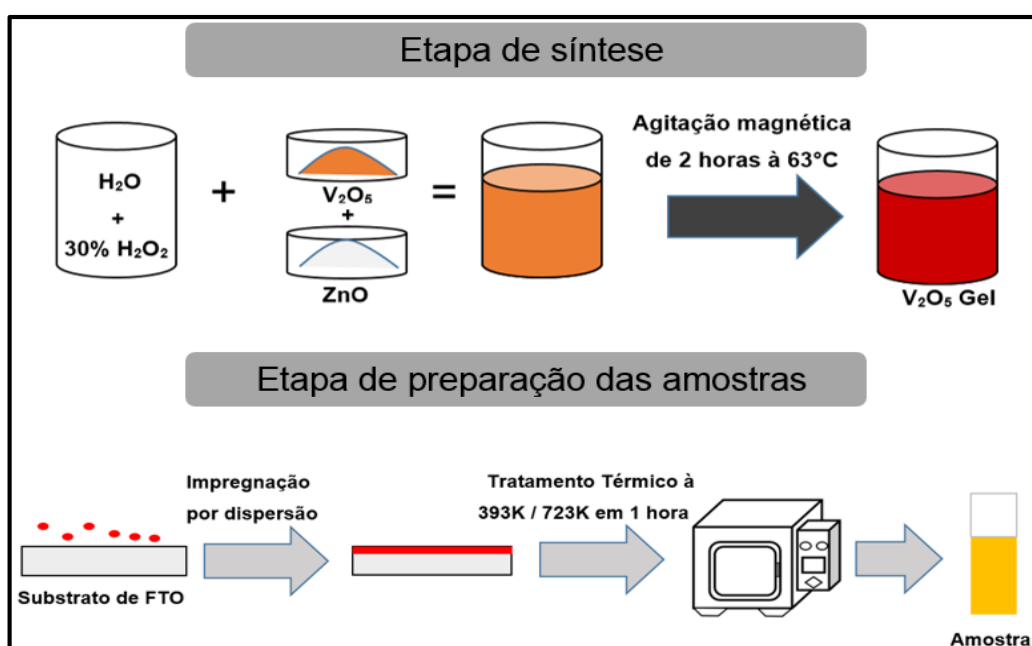 Etapa de síntese
H₂O
+
30% H₂O₂
+
V₂O₅
+
ZnO
=
Agitação magnética
de 2 horas à 63°C
V₂O₅ Gel
Etapa de preparação das amostras
Substrato de FTO
Impregnação
por dispersão
Tratamento Térmico à
393K / 723K em 1 hora
Amostra